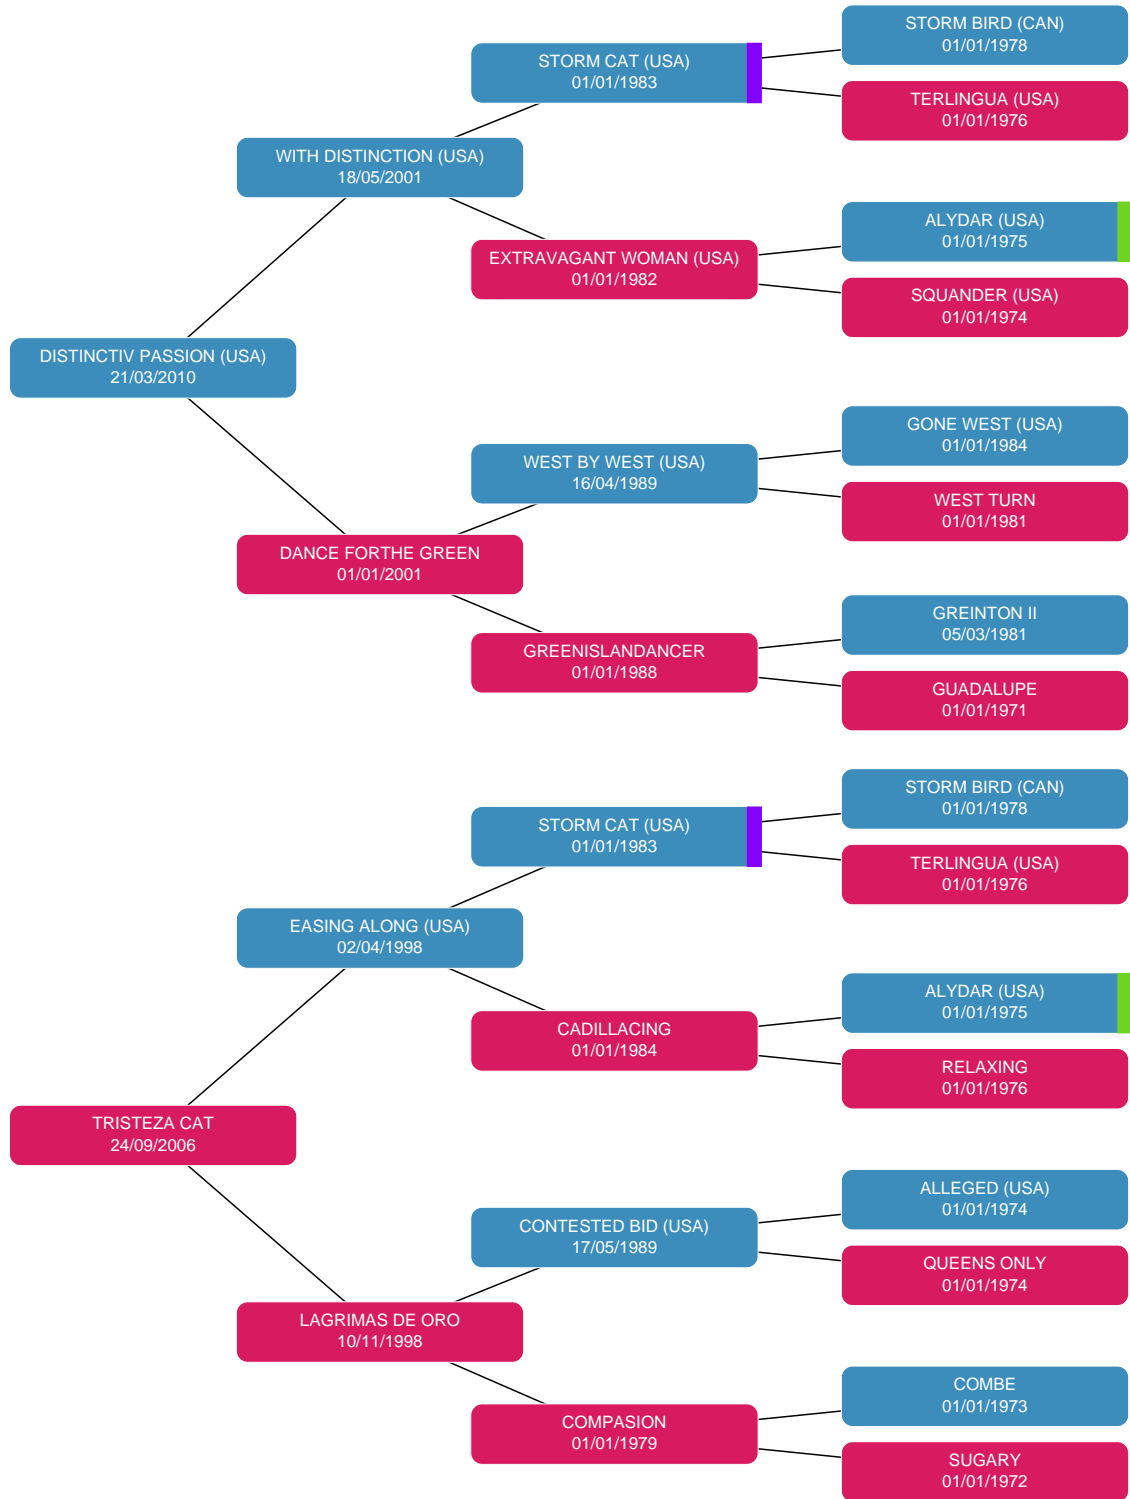 STORM BIRD (CAN)
01/01/1978
STORM CAT (USA)
01/01/1983
TERLINGUA (USA)
01/01/1976
WITH DISTINCTION (USA)
18/05/2001
ALYDAR (USA)
01/01/1975
EXTRAVAGANT WOMAN (USA)
01/01/1982
SQUANDER (USA)
01/01/1974
DISTINCTIV PASSION (USA)
21/03/2010
GONE WEST (USA)
01/01/1984
WEST BY WEST (USA)
16/04/1989
WEST TURN
01/01/1981
DANCE FORTHE GREEN
01/01/2001
GREINTON II
05/03/1981
GREENISLANDANCER
01/01/1988
GUADALUPE
01/01/1971
STORM BIRD (CAN)
01/01/1978
STORM CAT (USA)
01/01/1983
TERLINGUA (USA)
01/01/1976
EASING ALONG (USA)
02/04/1998
ALYDAR (USA)
01/01/1975
CADILLACING
01/01/1984
RELAXING
01/01/1976
TRISTEZA CAT
24/09/2006
ALLEGED (USA)
01/01/1974
CONTESTED BID (USA)
17/05/1989
QUEENS ONLY
01/01/1974
LAGRIMAS DE ORO
10/11/1998
COMBE
01/01/1973
COMPASION
01/01/1979
SUGARY
01/01/1972